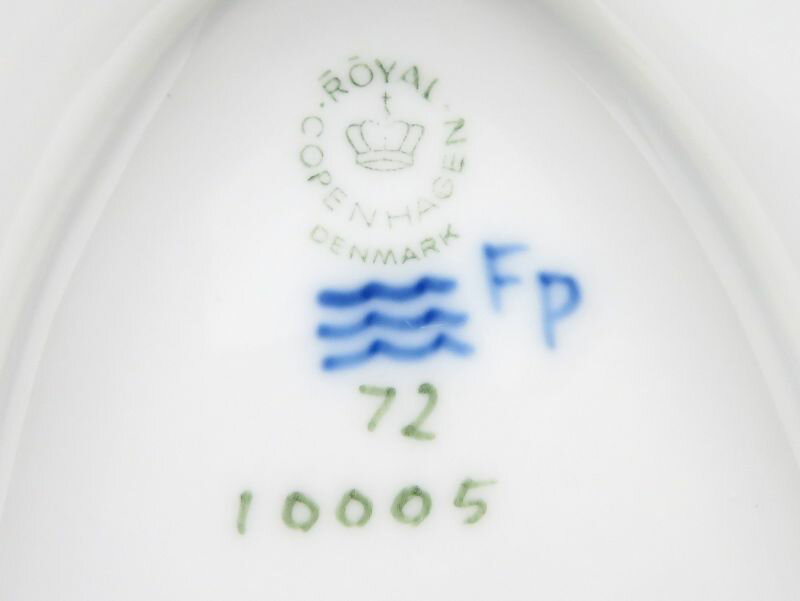 ROYAL
COPENHAGEN
DENMARK
Fp
72
10005